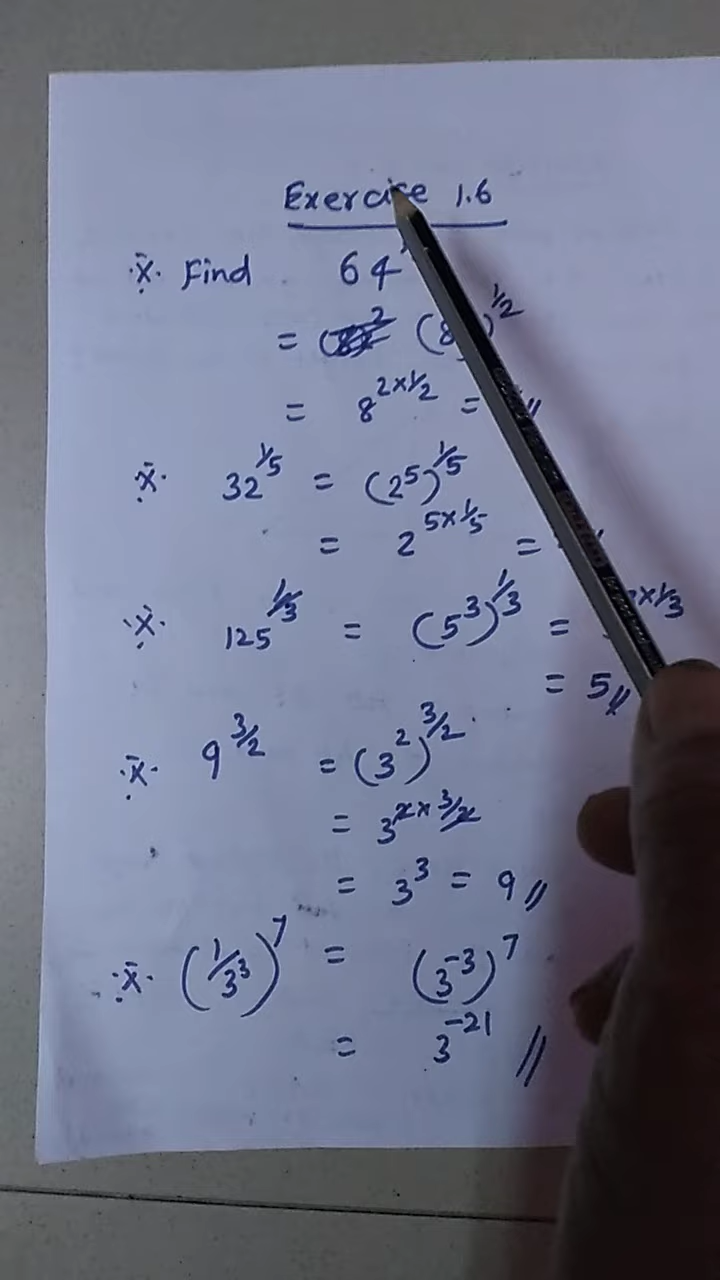 Exercise 1.6
Find 64
= (8 )^1/2
= 8^2×1/2 =
32^1/5 = (2^5)^1/5
= 2^5×1/5 =
125^1/3 = (5^3)^1/3 = ×1/3
= 5//
9^3/2 = (3^2)^3/2
= 3^2×3/2
= 3^3 = 9//
(1/3^3)^7 = (3^-3)^7
= 3^-21 //